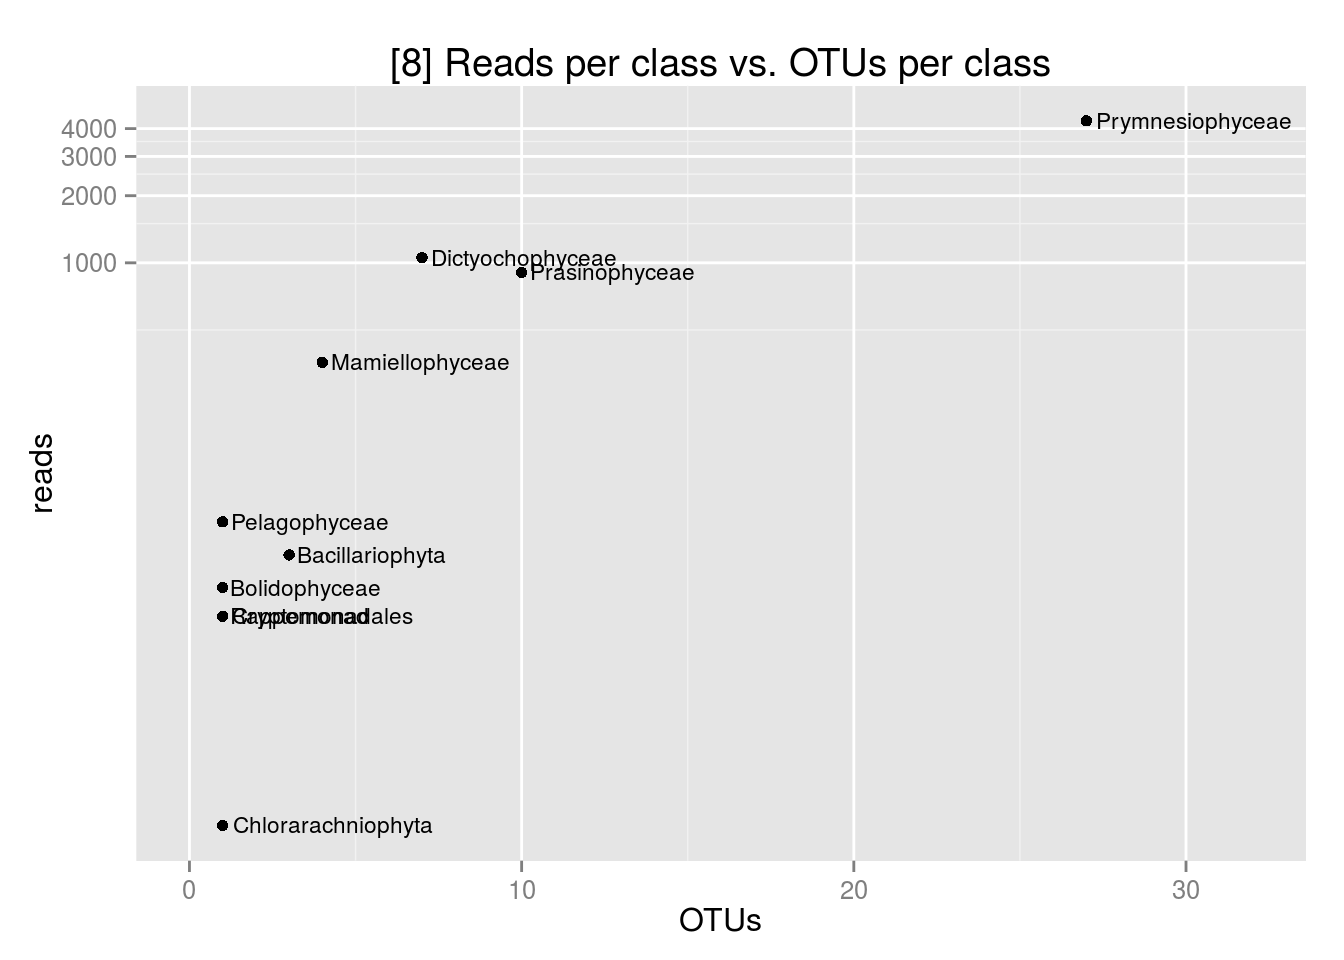 [8] Reads per class vs. OTUs per class
4000
3000
2000
1000
Prymnesiophyceae
Dictyochophyceae
Prasinophyceae
Mamiellophyceae
Pelagophyceae
Bacillariophyta
Bolidophyceae
Chlorarachniophyta
reads
0 10 20 30
OTUs